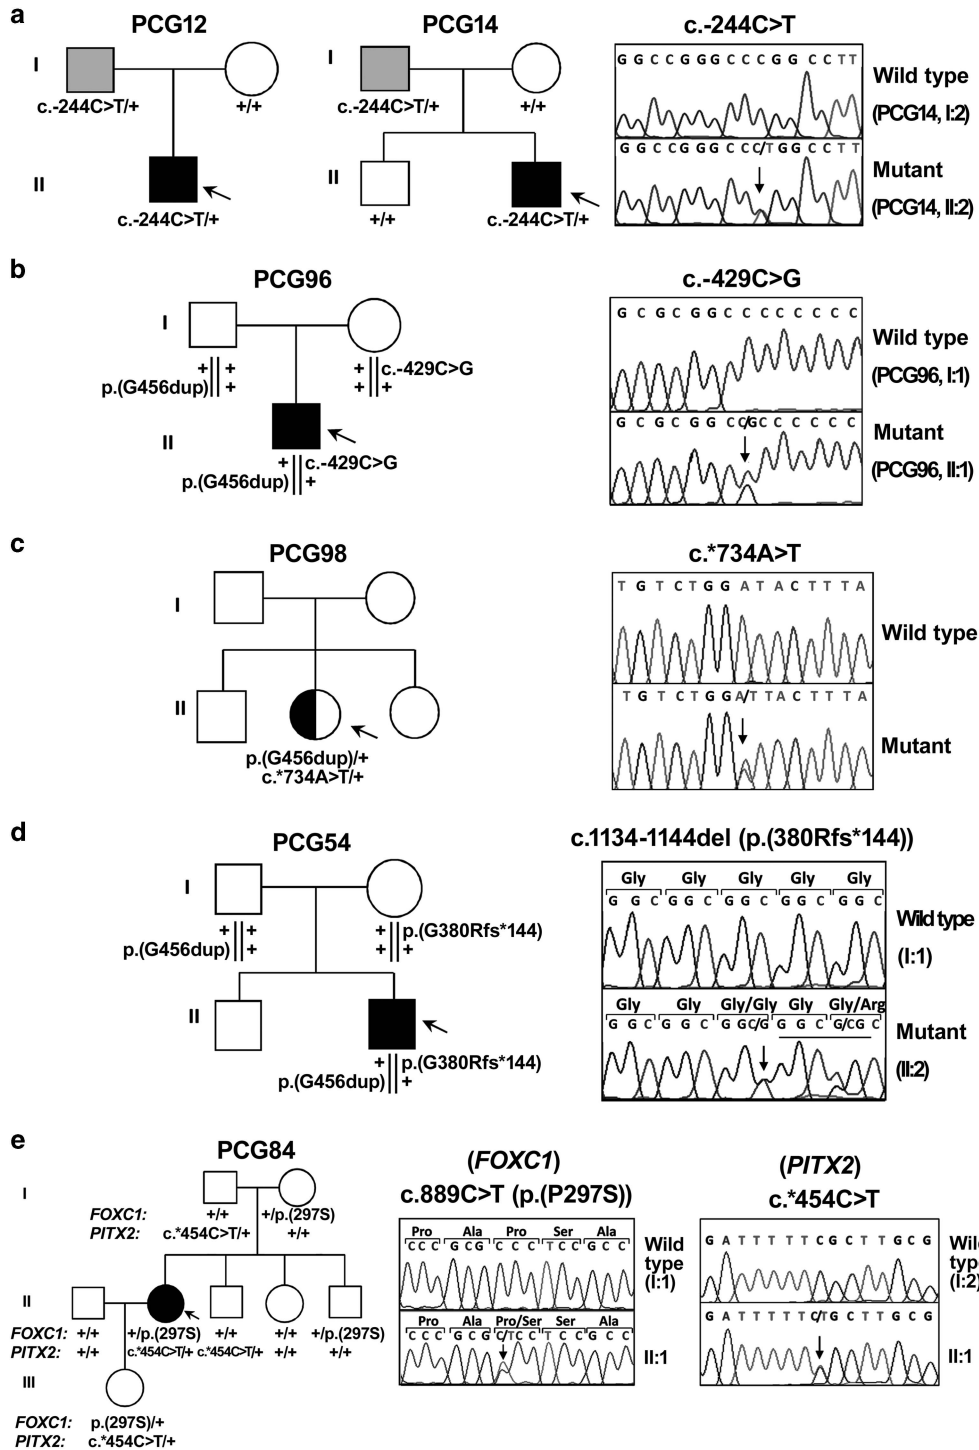 a
PCG12
PCG14
c.-244C>T
I
I
c.-244C>T/+
+/+
c.-244C>T/+
+/+
G G C C G G G C C C G G C C T T
Wild type
(PCG14, I:2)
II
II
c.-244C>T/+
+/+
c.-244C>T/+
G G C C G G G C C C/T G G C C T T
Mutant
(PCG14, II:2)
b
PCG96
c.-429C>G
I
+ +
p.(G456dup) +
+ c.-429C>G
+ +
II
+ c.-429C>G
p.(G456dup) +
G C G C G G C C C C C C C C
Wild type
(PCG96, I:1)
G C G C G G C C/G C C C C C C
Mutant
(PCG96, II:1)
c
PCG98
c.*734A>T
I
II
p.(G456dup)/+
c.*734A>T/+
T G T C T G G A T A C T T T A
Wild type
T G T C T G G A/T T A C T T T A
Mutant
d
PCG54
c.1134-1144del (p.(380Rfs*144))
I
+ +
p.(G456dup) +
+ p.(G380Rfs*144)
+ +
II
+ p.(G380Rfs*144)
p.(G456dup) +
Gly Gly Gly Gly Gly
G G C G G C G G C G G C G G C
Wild type
(I:1)
Gly Gly Gly/Gly Gly Gly/Arg
G G C G G C G G C/G G G C G/C G C
Mutant
(II:2)
e
PCG84
I
FOXC1: +/+ +/p.(297S)
PITX2: c.*454C>T/+ +/+
II
FOXC1: +/+ +/p.(297S) +/+ +/+ +/p.(297S)
PITX2: +/+ c.*454C>T/+ c.*454C>T/+ +/+ +/+
III
FOXC1: p.(297S)/+
PITX2: c.*454C>T/+
(FOXC1)
c.889C>T (p.(P297S))
Pro Ala Pro Ser Ala
C C C G C G C C C T C C G C C
Wild
type
(I:1)
Pro Ala Pro/Ser Ser Ala
C C C G C G C/T C C T C C G C C
II:1
(PITX2)
c.*454C>T
G A T T T T T C G C T T G C G
Wild
type
(I:2)
G A T T T T T C/T G C T T G C G
II:1